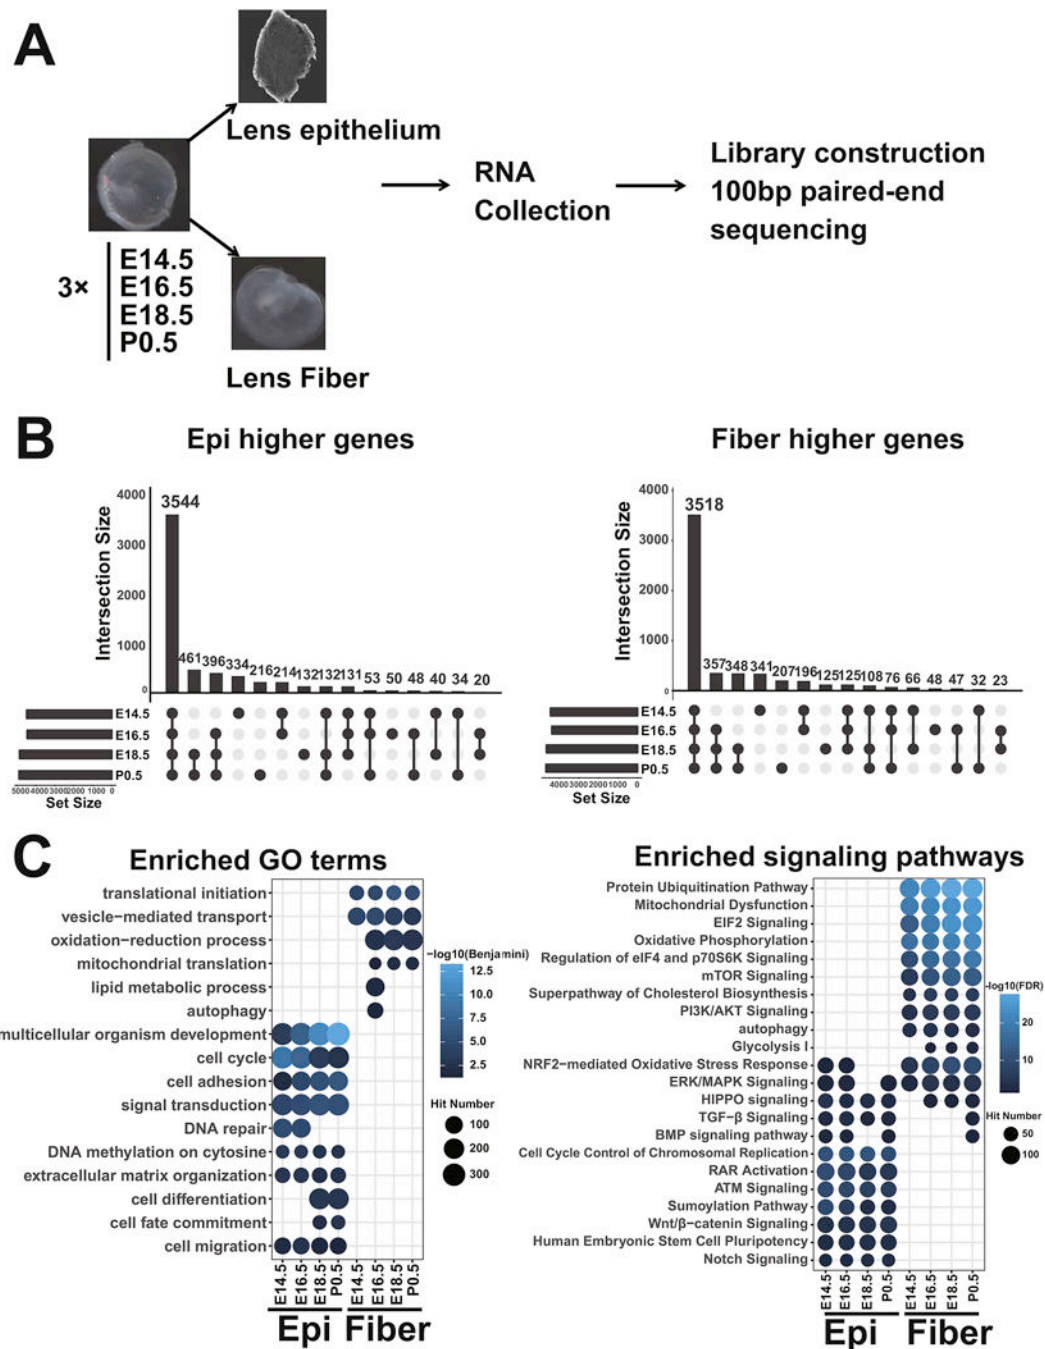 A
Lens epithelium
3×
E14.5
E16.5
E18.5
P0.5
Lens Fiber
RNA
Collection
Library construction
100bp paired-end
sequencing
B
Epi higher genes
Intersection Size
4000
3000
2000
1000
0
3544
461 396 334 216 214 132 132 131 53 50 48 40 34 20
E14.5
E16.5
E18.5
P0.5
5000 4000 3000 2000 1000 0
Set Size
Fiber higher genes
Intersection Size
4000
3000
2000
1000
0
3518
357 348 341 207 196 125 125 108 76 66 48 47 32 23
E14.5
E16.5
E18.5
P0.5
4000 3000 2000 1000 0
Set Size
C
Enriched GO terms
translational initiation
vesicle−mediated transport
oxidation−reduction process
mitochondrial translation
lipid metabolic process
autophagy
multicellular organism development
cell cycle
cell adhesion
signal transduction
DNA repair
DNA methylation on cytosine
extracellular matrix organization
cell differentiation
cell fate commitment
cell migration
E14.5 E16.5 E18.5 P0.5 E14.5 E16.5 E18.5 P0.5
Epi Fiber
−log10(Benjamini)
12.5
10.0
7.5
5.0
2.5
Hit Number
100
200
300
Enriched signaling pathways
Protein Ubiquitination Pathway
Mitochondrial Dysfunction
EIF2 Signaling
Oxidative Phosphorylation
Regulation of eIF4 and p70S6K Signaling
mTOR Signaling
Superpathway of Cholesterol Biosynthesis
PI3K/AKT Signaling
autophagy
Glycolysis I
NRF2−mediated Oxidative Stress Response
ERK/MAPK Signaling
HIPPO signaling
TGF−β Signaling
BMP signaling pathway
Cell Cycle Control of Chromosomal Replication
RAR Activation
ATM Signaling
Sumoylation Pathway
Wnt/β−catenin Signaling
Human Embryonic Stem Cell Pluripotency
Notch Signaling
E14.5 E16.5 E18.5 P0.5 E14.5 E16.5 E18.5 P0.5
Epi Fiber
-log10(FDR)
20
10
Hit Number
50
100